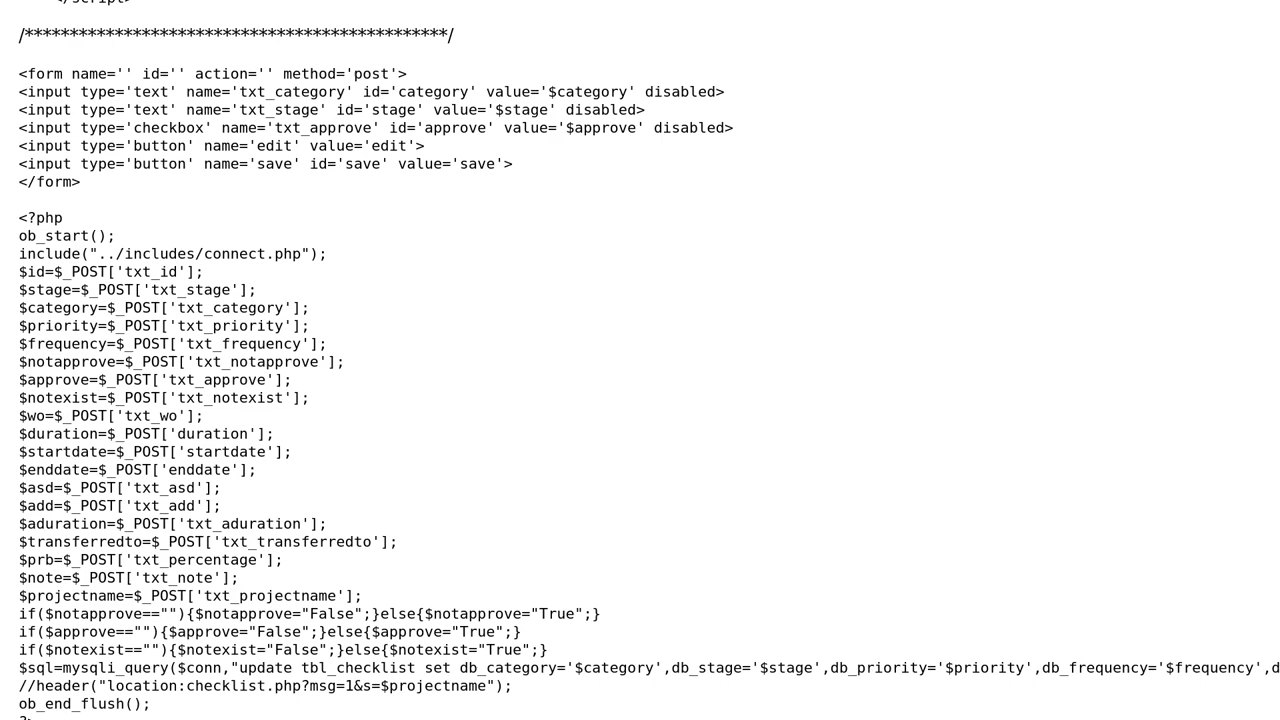 </script>
/***********************************************/
<form name='' id='' action='' method='post'>
<input type='text' name='txt_category' id='category' value='$category' disabled>
<input type='text' name='txt_stage' id='stage' value='$stage' disabled>
<input type='checkbox' name='txt_approve' id='approve' value='$approve' disabled>
<input type='button' name='edit' value='edit'>
<input type='button' name='save' id='save' value='save'>
</form>
<?php
ob_start();
include("../includes/connect.php");
$id=$_POST['txt_id'];
$stage=$_POST['txt_stage'];
$category=$_POST['txt_category'];
$priority=$_POST['txt_priority'];
$frequency=$_POST['txt_frequency'];
$notapprove=$_POST['txt_notapprove'];
$approve=$_POST['txt_approve'];
$notexist=$_POST['txt_notexist'];
$wo=$_POST['txt_wo'];
$duration=$_POST['duration'];
$startdate=$_POST['startdate'];
$enddate=$_POST['enddate'];
$asd=$_POST['txt_asd'];
$add=$_POST['txt_add'];
$aduration=$_POST['txt_aduration'];
$transferredto=$_POST['txt_transferredto'];
$prb=$_POST['txt_percentage'];
$note=$_POST['txt_note'];
$projectname=$_POST['txt_projectname'];
if($notapprove==""){$notapprove="False";}else{$notapprove="True";}
if($approve==""){$approve="False";}else{$approve="True";}
if($notexist==""){$notexist="False";}else{$notexist="True";}
$sql=mysqli_query($conn,"update tbl_checklist set db_category='$category',db_stage='$stage',db_priority='$priority',db_frequency='$frequency',d
//header("location:checklist.php?msg=1&s=$projectname");
ob_end_flush();
?>